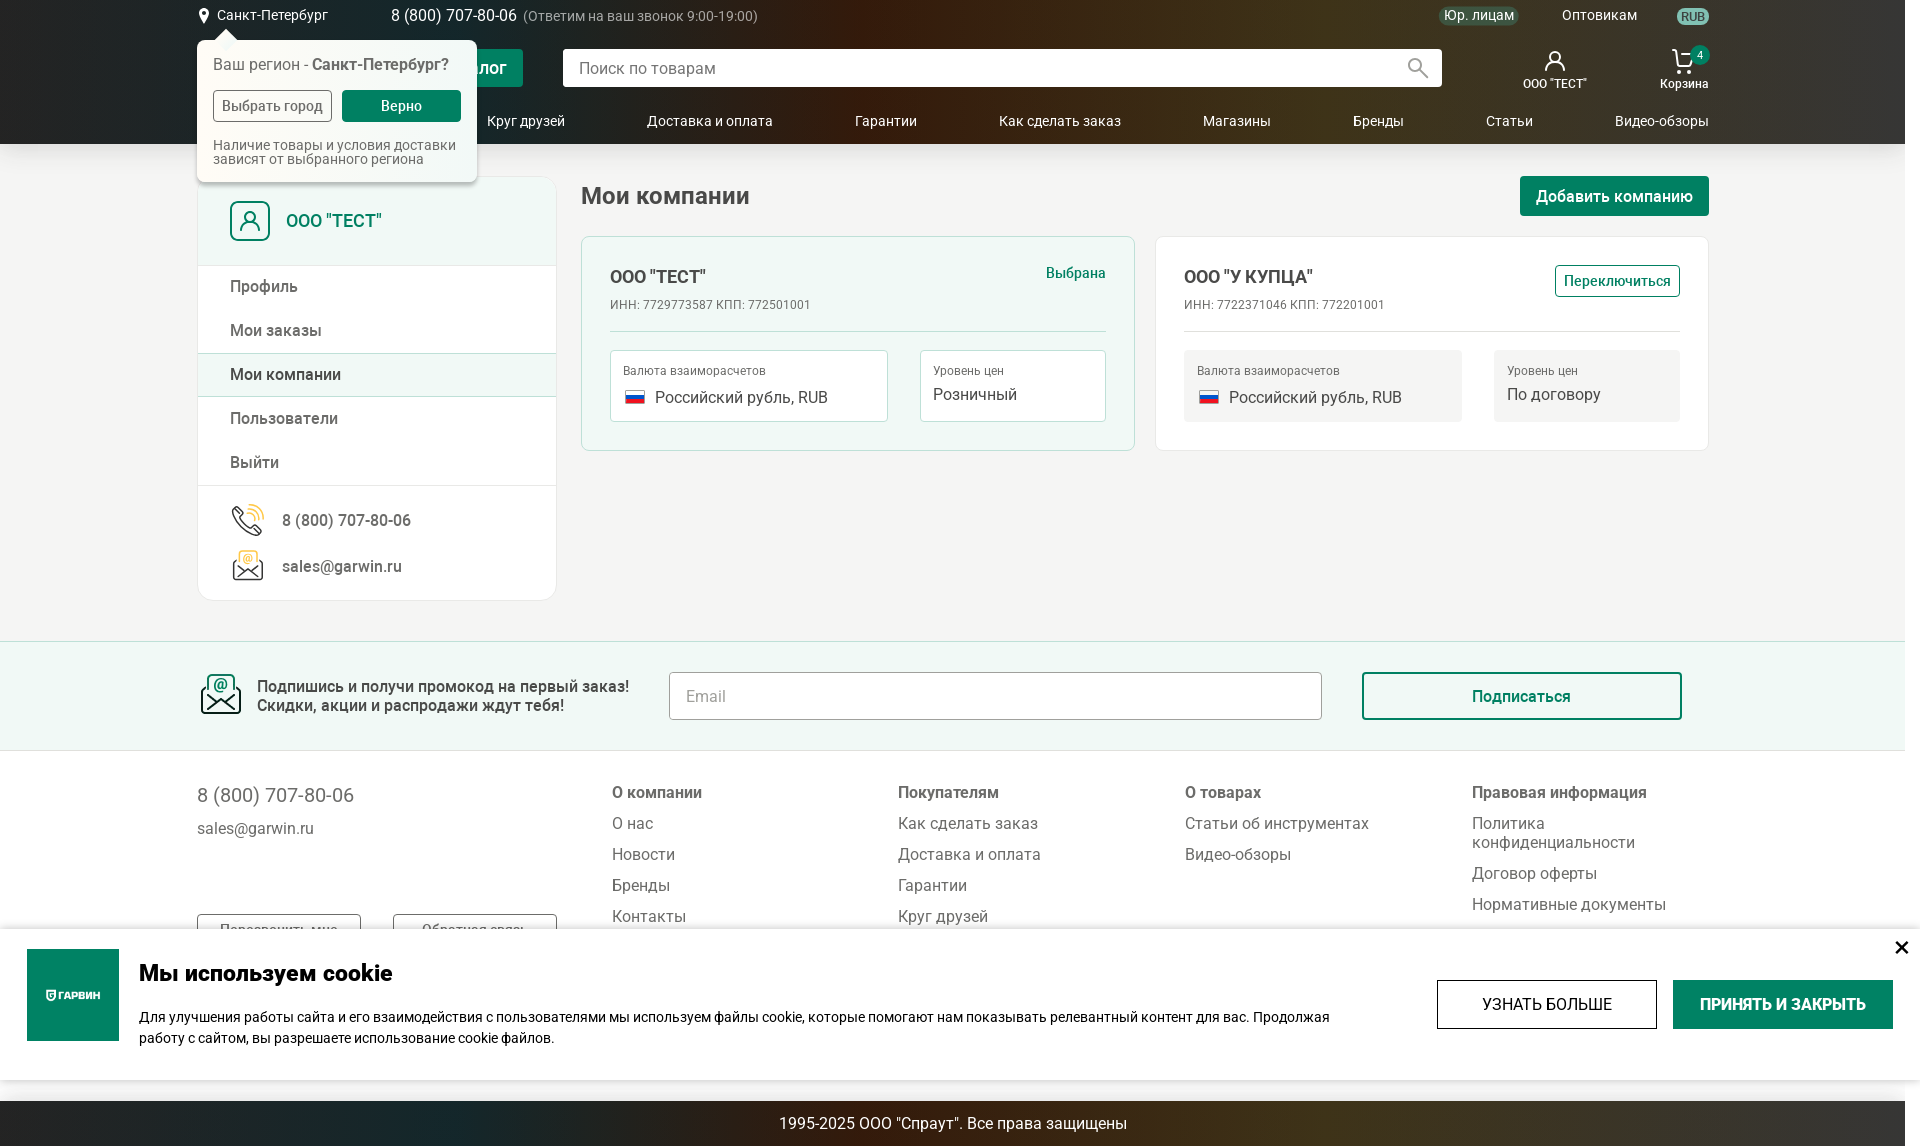 Санкт-Петербург
8 (800) 707-80-06 (Ответим на ваш звонок 9:00-19:00)
Юр. лицам
Оптовикам
RUB
Ваш регион - Санкт-Петербург?
Выбрать город
Верно
Наличие товары и условия доставки
зависят от выбранного региона
Поиск по товарам
ООО "ТЕСТ"
4
Корзина
Круг друзей
Доставка и оплата
Гарантии
Как сделать заказ
Магазины
Бренды
Статьи
Видео-обзоры
ООО "ТЕСТ"
Профиль
Мои заказы
Мои компании
Пользователи
Выйти
8 (800) 707-80-06
sales@garwin.ru
Мои компании
Добавить компанию
ООО "ТЕСТ"
Выбрана
ИНН: 7729773587 КПП: 772501001
Валюта взаиморасчетов
Российский рубль, RUB
Уровень цен
Розничный
ООО "У КУПЦА"
Переключиться
ИНН: 7722371046 КПП: 772201001
Валюта взаиморасчетов
Российский рубль, RUB
Уровень цен
По договору
Подпишись и получи промокод на первый заказ!
Скидки, акции и распродажи ждут тебя!
Email
Подписаться
8 (800) 707-80-06
sales@garwin.ru
О компании
О нас
Новости
Бренды
Контакты
Покупателям
Как сделать заказ
Доставка и оплата
Гарантии
Круг друзей
О товарах
Статьи об инструментах
Видео-обзоры
Правовая информация
Политика
конфиденциальности
Договор оферты
Нормативные документы
ГАРВИН
Мы используем cookie
Для улучшения работы сайта и его взаимодействия с пользователями мы используем файлы cookie, которые помогают нам показывать релевантный контент для вас. Продолжая
работу с сайтом, вы разрешаете использование cookie файлов.
УЗНАТЬ БОЛЬШЕ
ПРИНЯТЬ И ЗАКРЫТЬ
1995-2025 ООО "Спраут". Все права защищены